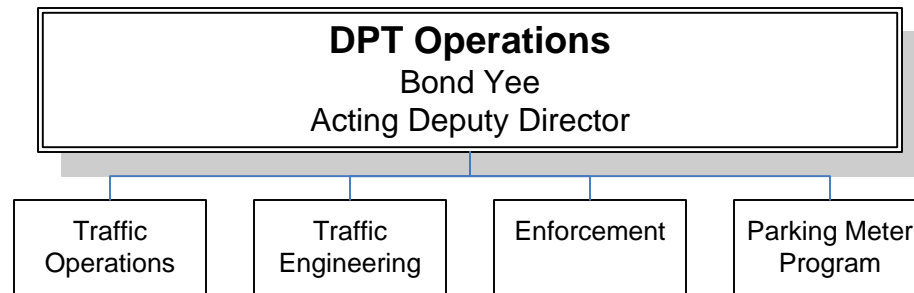 DPT Operations
Bond Yee
Acting Deputy Director
Traffic
Operations
Traffic
Engineering
Enforcement
Parking Meter
Program